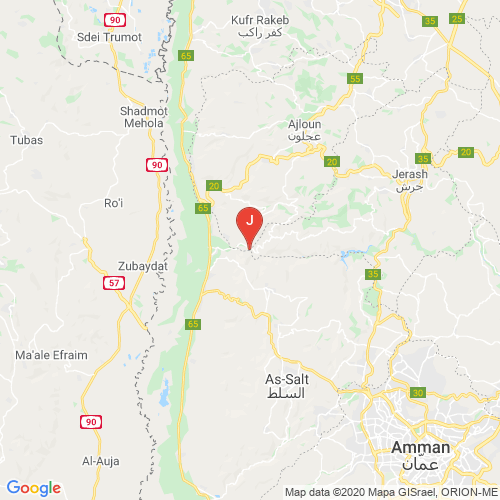 90
Sdei Trumot
Kufr Rakeb
كفر راكب
65
35
55
25
Shadmot
Mehola
Tubas
Ajloun
عجلون
90
20
35
20
Jerash
جرش
20
Ro'i
65
J
Zubaydat
57
35
65
Ma'ale Efraim
As-Salt
السلط
30
90
Amman
عمّان
Al-Auja
Google
Map data ©2020 Mapa GISrael, ORION-ME